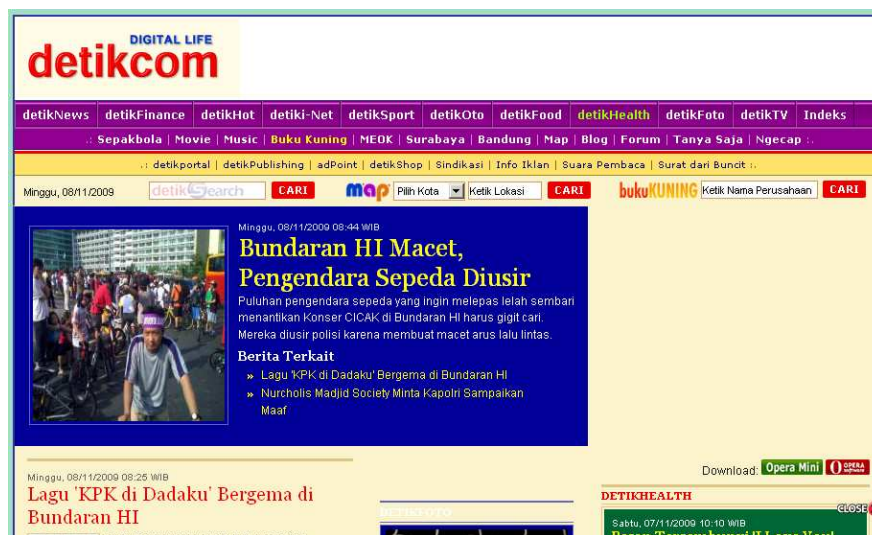 DIGITAL LIFE
detikcom
detikNews detikFinance detikHot detiki-Net detikSport detikOto detikFood detikHealth detikFoto detikTV Indeks
.: Sepakbola | Movie | Music | Buku Kuning | MEOK | Surabaya | Bandung | Map | Blog | Forum | Tanya Saja | Ngecap :.
.: detikportal | detikPublishing | adPoint | detikShop | Sindikasi | Info Iklan | Suara Pembaca | Surat dari Buncit :.
Minggu, 08/11/2009 detik Search CARI map Pilih Kota Ketik Lokasi CARI bukuKUNING Ketik Nama Perusahaan CARI
Minggu, 08/11/2009 08:44 WIB
Bundaran HI Macet,
Pengendara Sepeda Diusir
Puluhan pengendara sepeda yang ingin melepas lelah sembari
menantikan Konser CICAK di Bundaran HI harus gigit cari.
Mereka diusir polisi karena membuat macet arus lalu lintas.
Berita Terkait
» Lagu 'KPK di Dadaku' Bergema di Bundaran HI
» Nurcholis Madjid Society Minta Kapolri Sampaikan
Maaf
Download: Opera Mini OPERA software
Minggu, 08/11/2009 08:25 WIB
Lagu 'KPK di Dadaku' Bergema di
Bundaran HI
DETIKFOTO
DETIKHEALTH
CLOSE
Sabtu, 07/11/2009 10:10 WIB